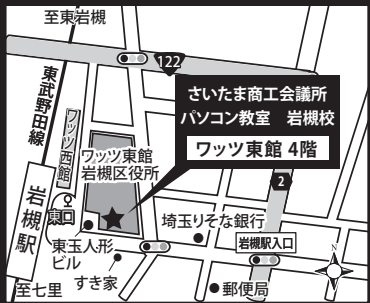 至東岩槻
122
東武野田線
さいたま商工会議所
パソコン教室 岩槻校
ワッツ東館 4階
ワッツ西館
ワッツ東館
岩槻区役所
2
岩槻駅
東口
埼玉りそな銀行
岩槻駅入口
東玉人形
ビル
至七里
すき家
郵便局
N